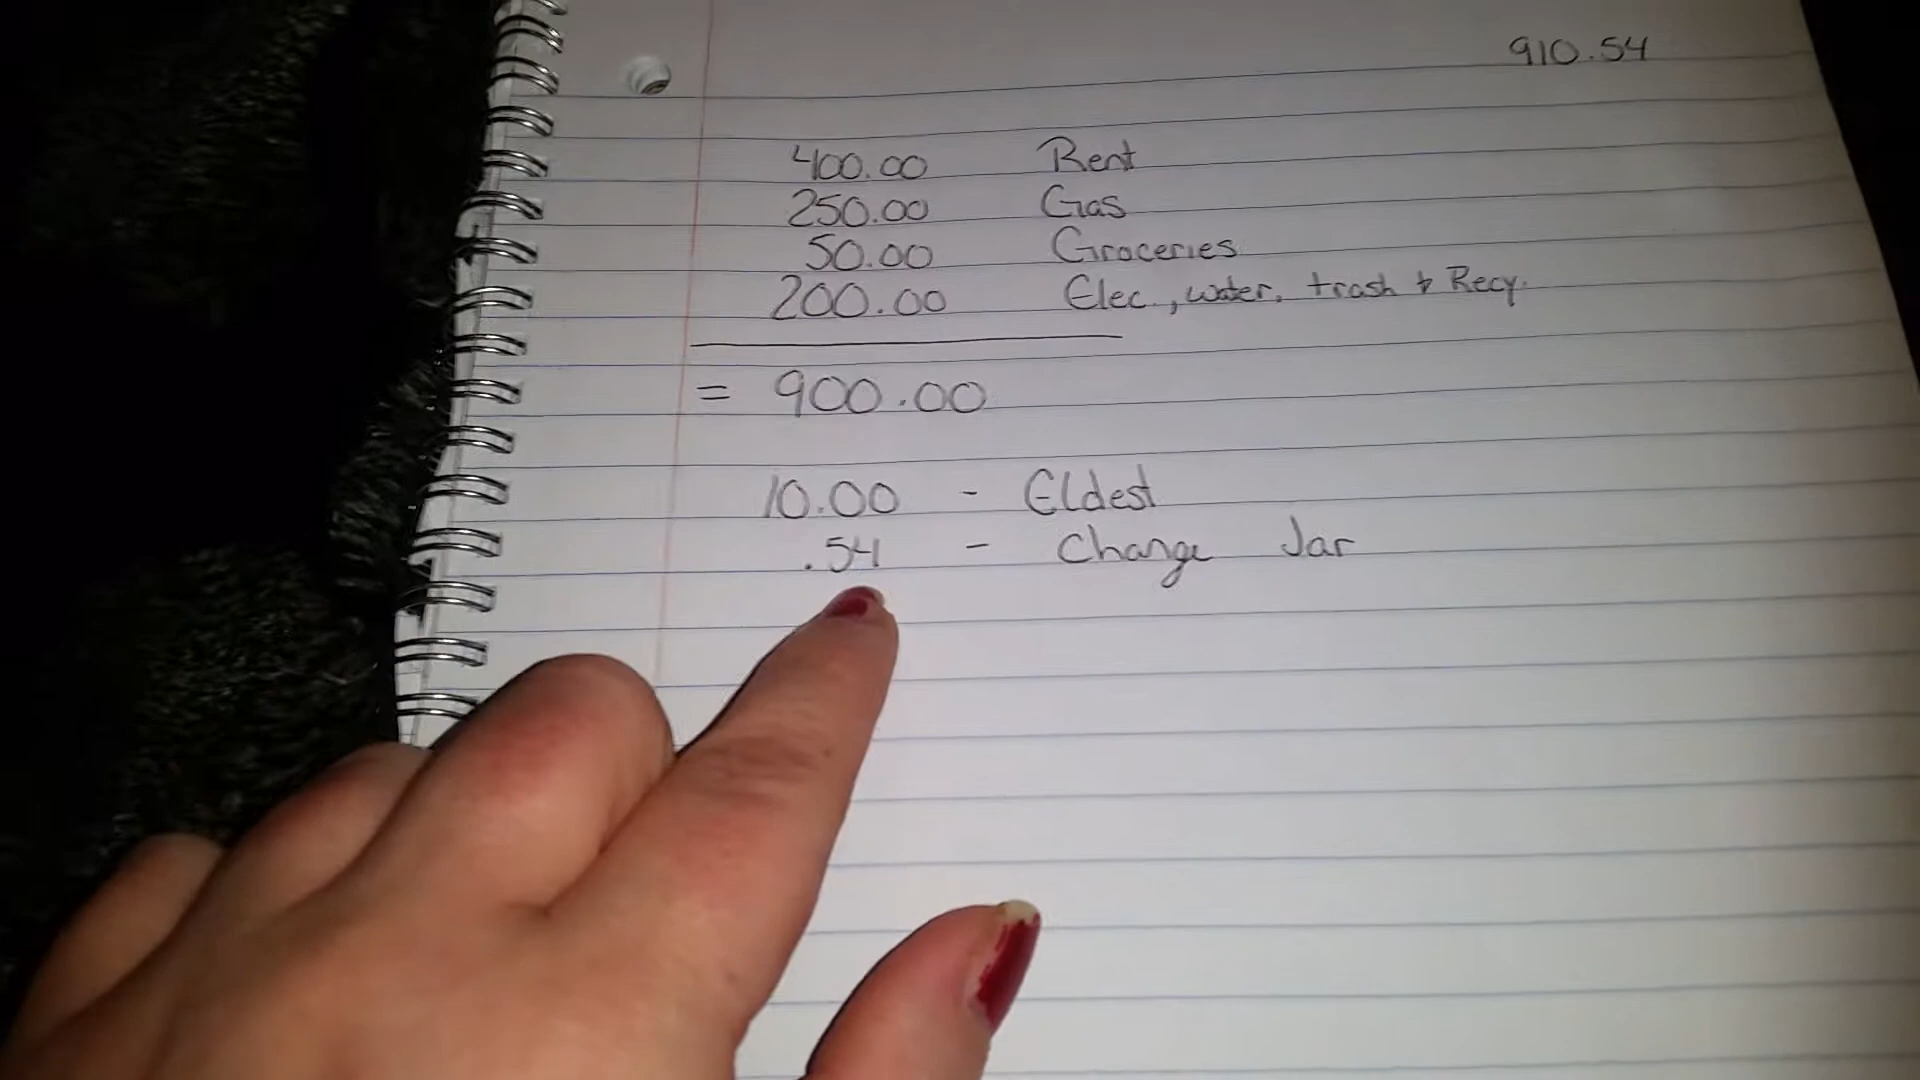 910.54
400.00 Rent
250.00 Gas
50.00 Groceries
200.00 Elec., water, trash & Recy.
= 900.00
10.00 - Eldest
.54 - Change Jar